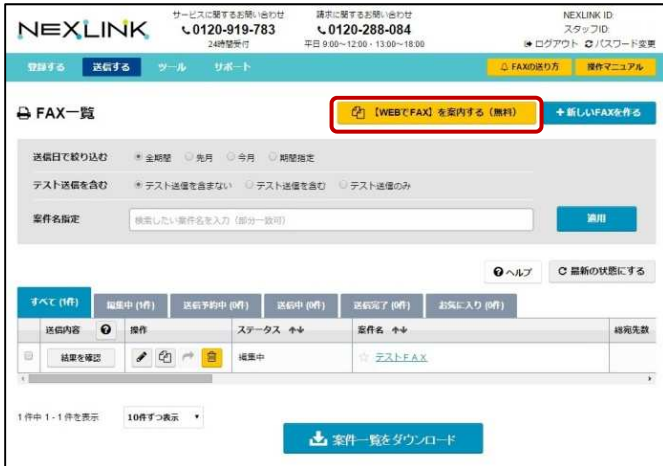 NEXLINK
サービスに関するお問い合わせ
0120-919-783
24時間受付
請求に関するお問い合わせ
0120-288-084
平日 9:00～12:00・13:00～18:00
NEXLINK ID:
スタッフID:
ログアウト パスワード変更
登録する 送信する ツール サポート
FAXの送り方 操作マニュアル
FAX一覧
【WEBでFAX】を案内する（無料）
+新しいFAXを作る
送信日で絞り込む 全期間 先月 今月 期間指定
テスト送信を含む テスト送信を含まない テスト送信を含む テスト送信のみ
案件名指定 検索したい案件名を入力（部分一致可） 適用
ヘルプ 最新の状態にする
すべて (1件) 編集中 (1件) 送信予約中 (0件) 送信中 (0件) 送信完了 (0件) お気に入り (0件)
送信内容 操作 ステータス 案件名 総宛先数
結果を確認 編集中 テストFAX
1件中 1 - 1 件を表示 10件ずつ表示
案件一覧をダウンロード